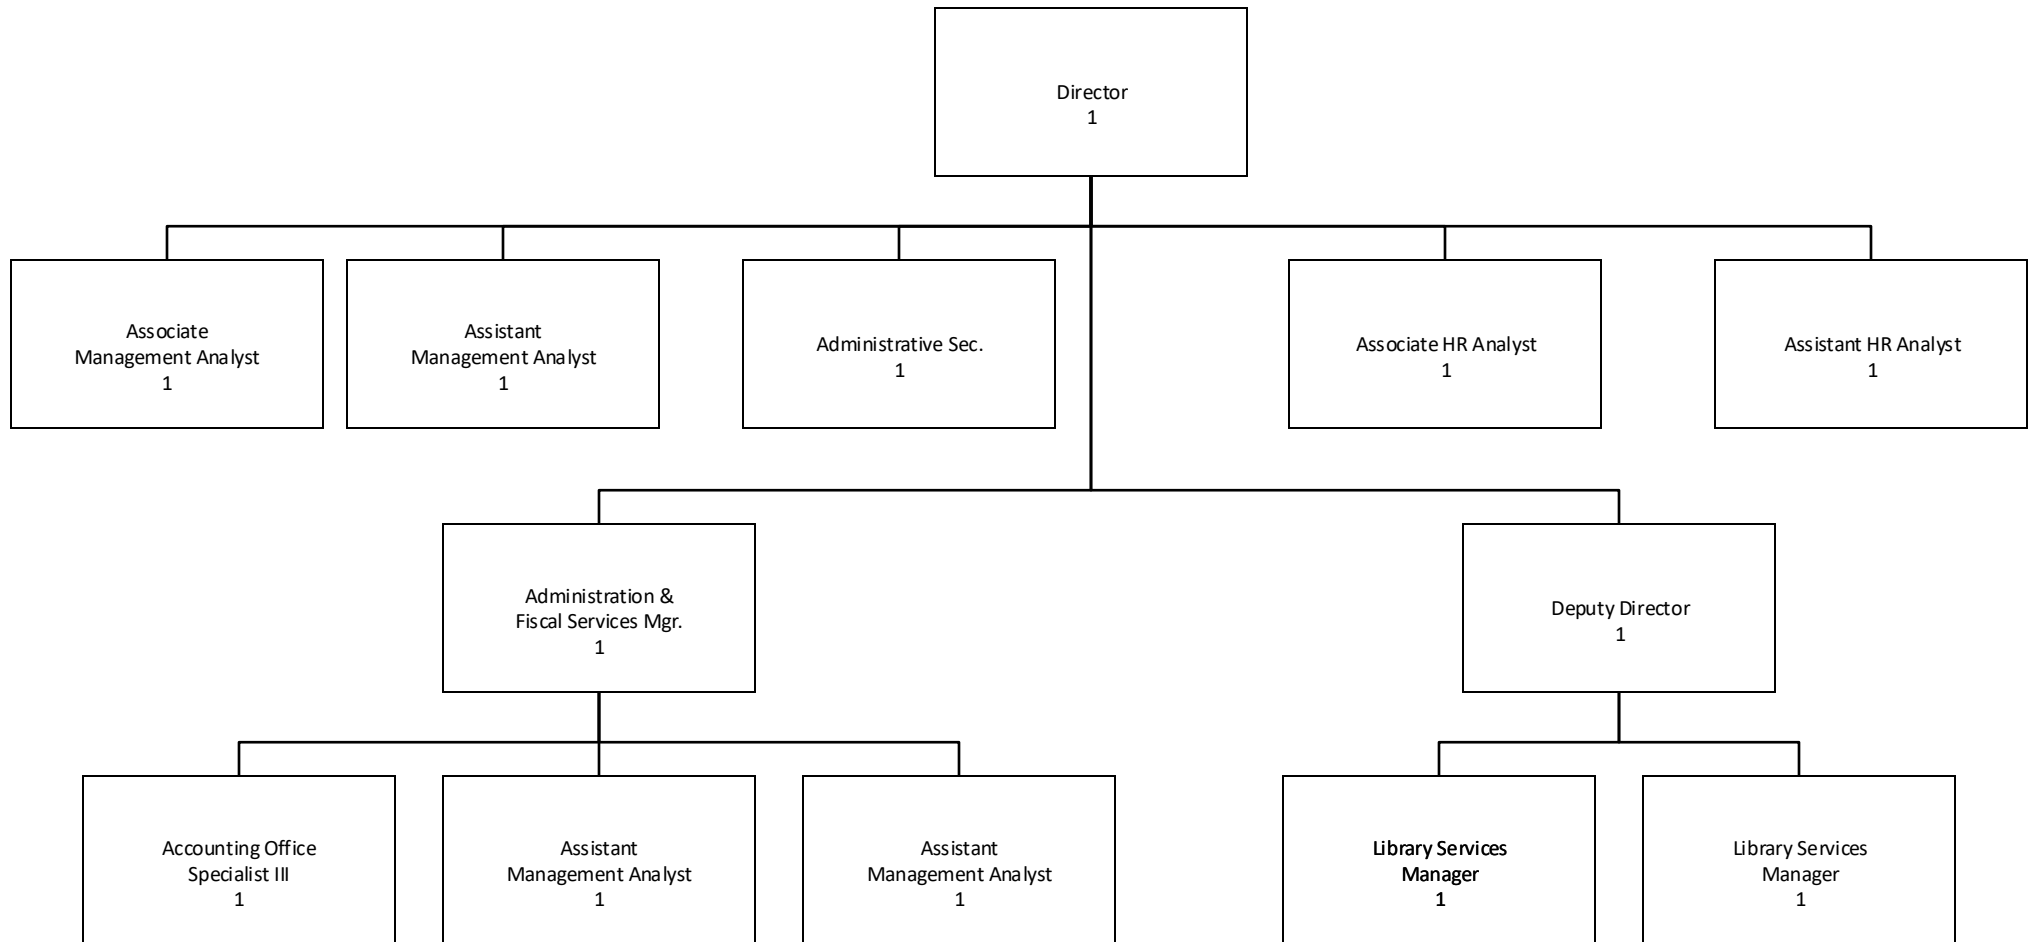 Director
1
Associate
Management Analyst
1
Assistant
Management Analyst
1
Administrative Sec.
1
Associate HR Analyst
1
Assistant HR Analyst
1
Administration &
Fiscal Services Mgr.
1
Deputy Director
1
Accounting Office
Specialist III
1
Assistant
Management Analyst
1
Assistant
Management Analyst
1
Library Services
Manager
1
Library Services
Manager
1